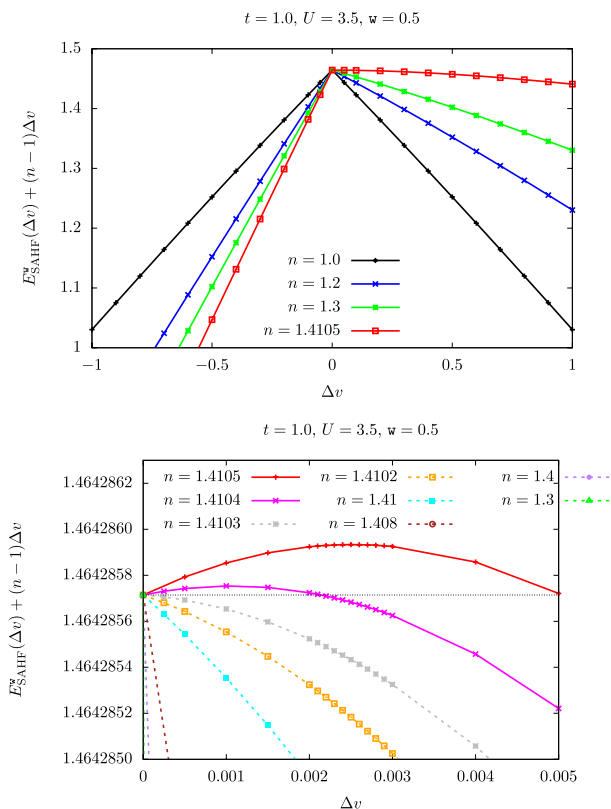 t = 1.0, U = 3.5, w = 0.5
E^w_SAHF(Δv) + (n − 1)Δv
1.5
1.4
1.3
1.2
1.1
1
n = 1.0
n = 1.2
n = 1.3
n = 1.4105
−1 −0.5 0 0.5 1
Δv
t = 1.0, U = 3.5, w = 0.5
E^w_SAHF(Δv) + (n − 1)Δv
n = 1.4105 n = 1.4102 n = 1.4
n = 1.4104 n = 1.41 n = 1.3
n = 1.4103 n = 1.408
1.4642862
1.4642860
1.4642857
1.4642854
1.4642852
1.4642850
0 0.001 0.002 0.003 0.004 0.005
Δv